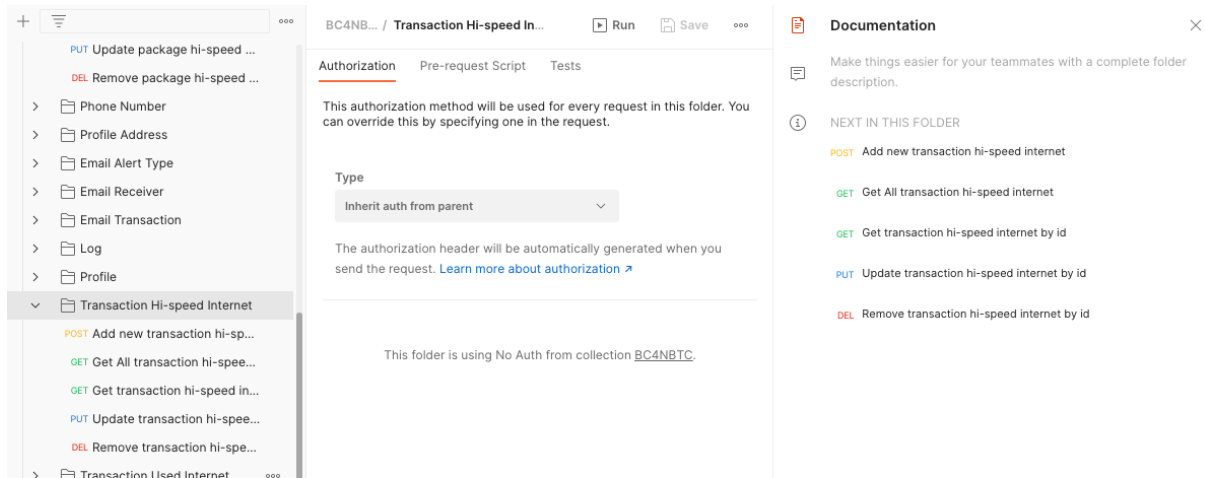 PUT Update package hi-speed ...
DEL Remove package hi-speed ...
Phone Number
Profile Address
Email Alert Type
Email Receiver
Email Transaction
Log
Profile
Transaction Hi-speed Internet
POST Add new transaction hi-sp...
GET Get All transaction hi-spee...
GET Get transaction hi-speed in...
PUT Update transaction hi-spee...
DEL Remove transaction hi-spe...
Transaction Used Internet
BC4NB... / Transaction Hi-speed In...
Run
Save
Authorization Pre-request Script Tests
This authorization method will be used for every request in this folder. You
can override this by specifying one in the request.
Type
Inherit auth from parent
The authorization header will be automatically generated when you
send the request. Learn more about authorization ↗
This folder is using No Auth from collection BC4NBTC.
Documentation
Make things easier for your teammates with a complete folder
description.
NEXT IN THIS FOLDER
POST Add new transaction hi-speed internet
GET Get All transaction hi-speed internet
GET Get transaction hi-speed internet by id
PUT Update transaction hi-speed internet by id
DEL Remove transaction hi-speed internet by id